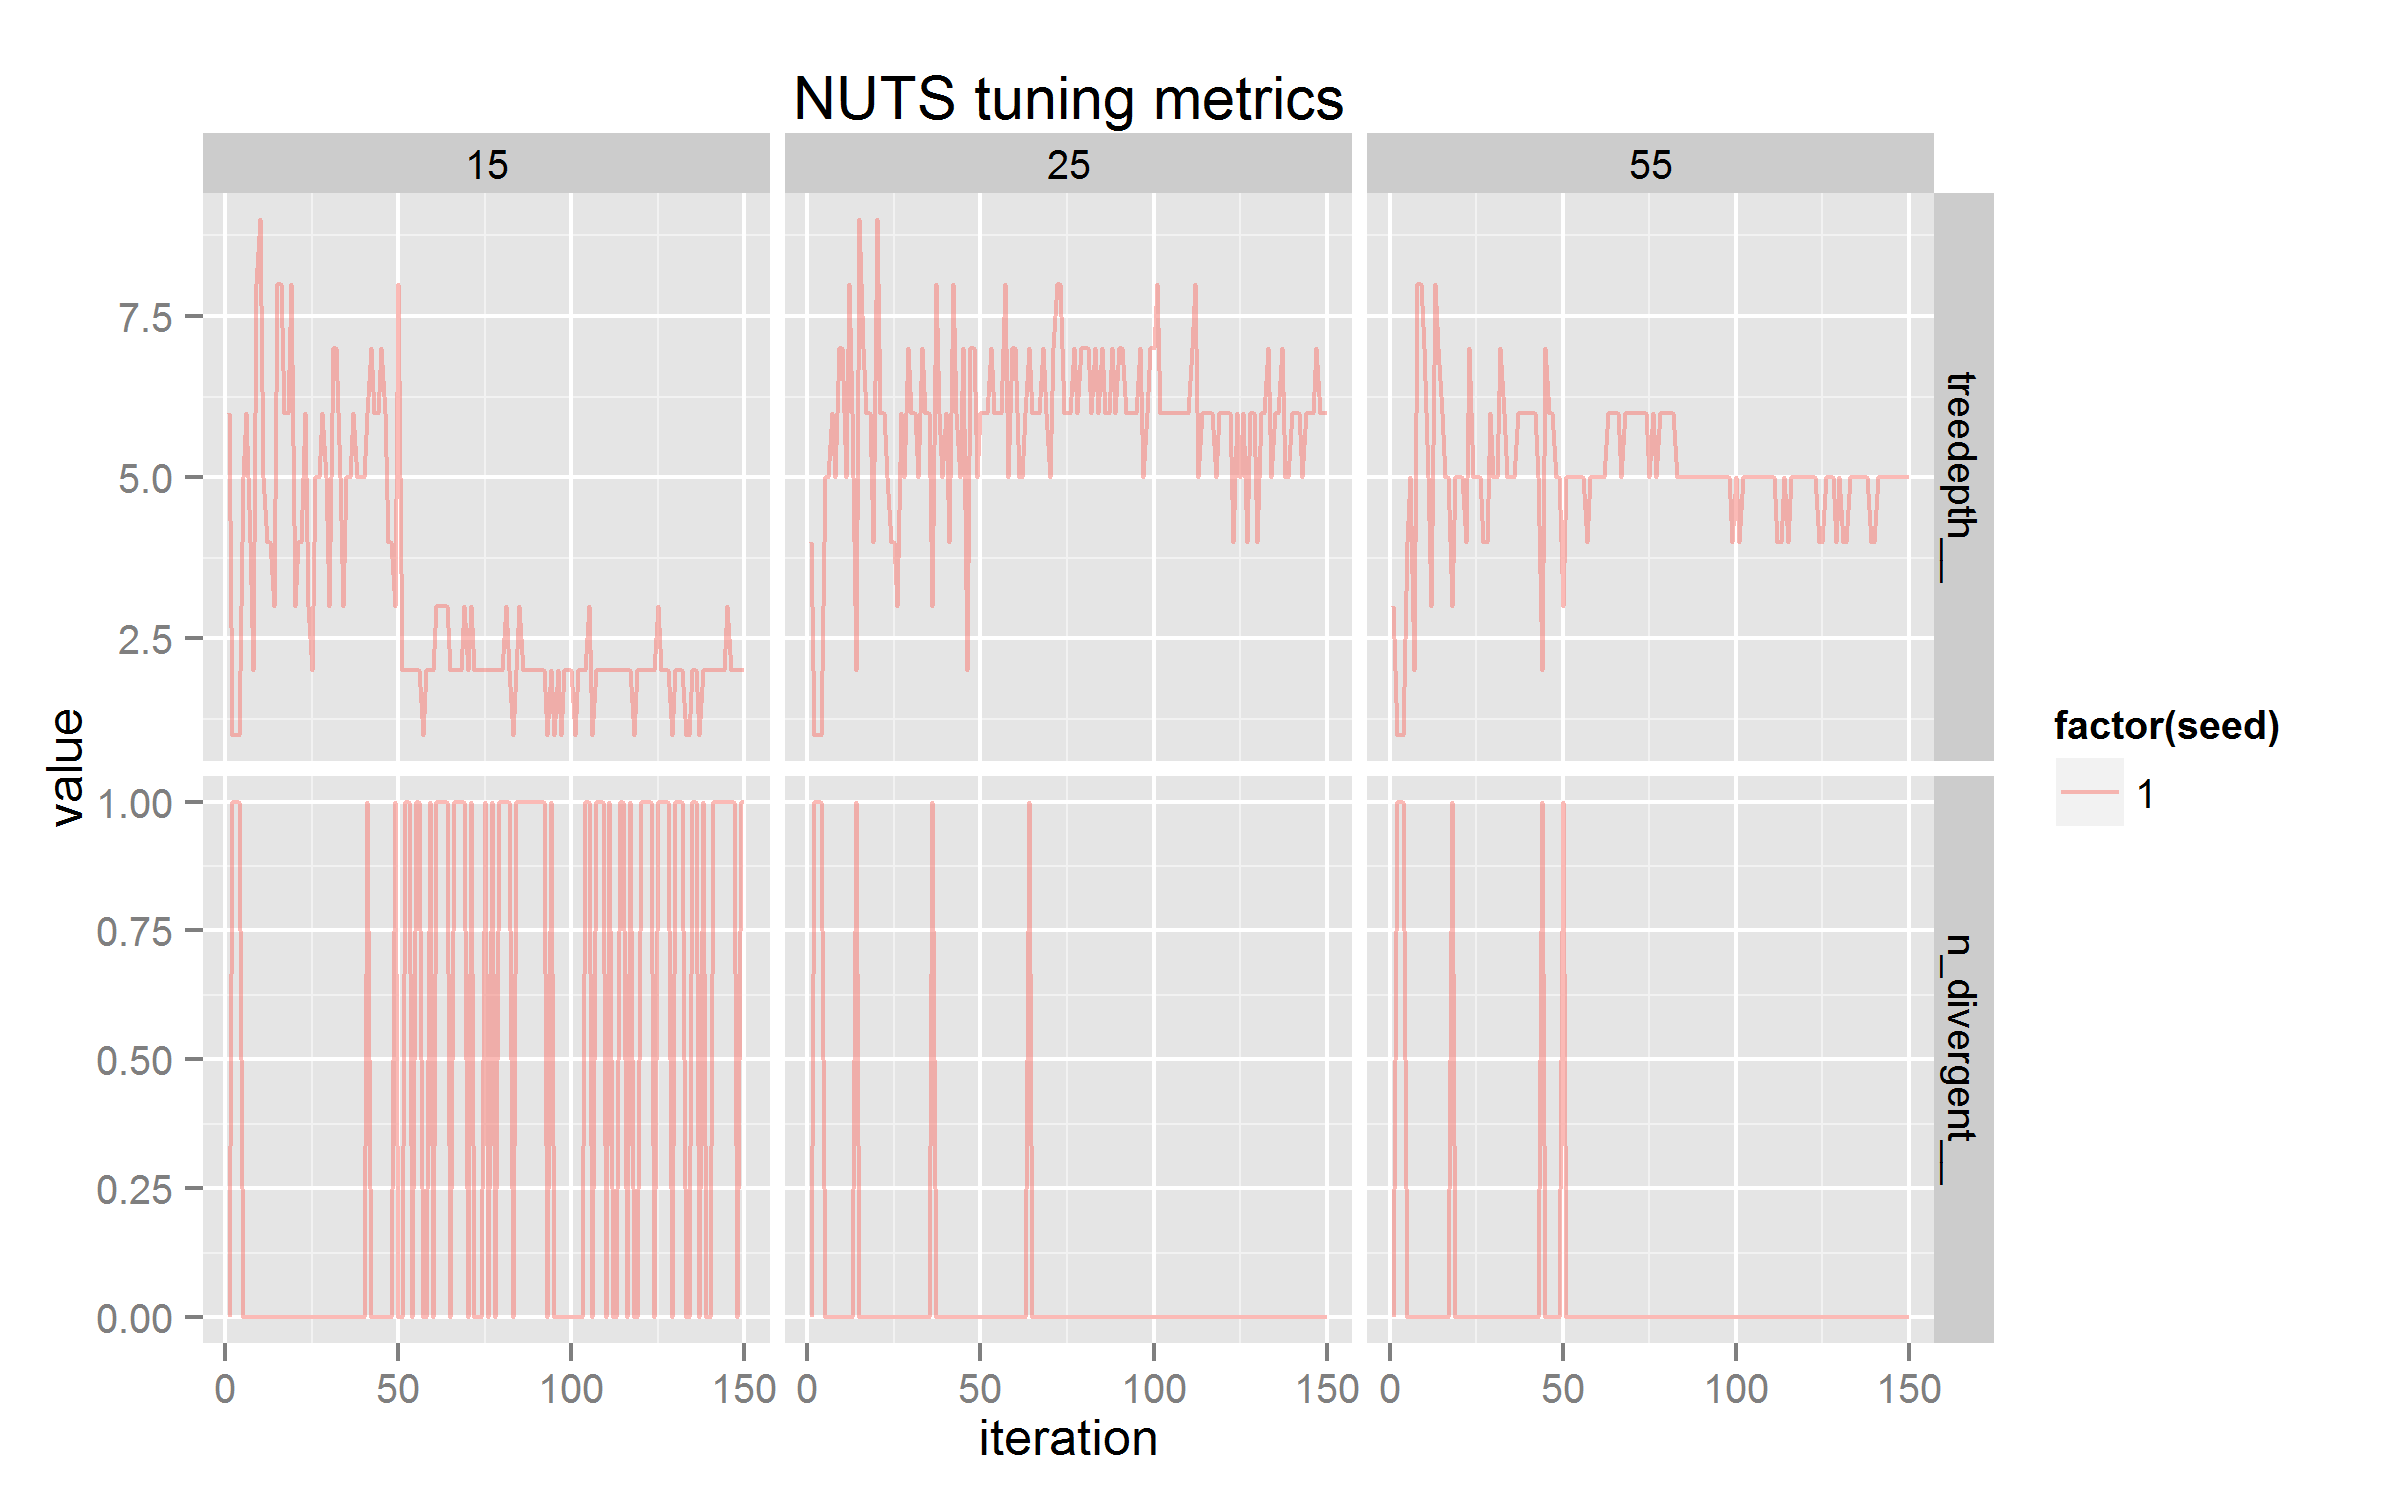 NUTS tuning metrics
15 25 55
7.5
5.0
2.5
treedepth__
value
1.00
0.75
0.50
0.25
0.00
n_divergent__
0 50 100 150 0 50 100 150 0 50 100 150
iteration
factor(seed)
1